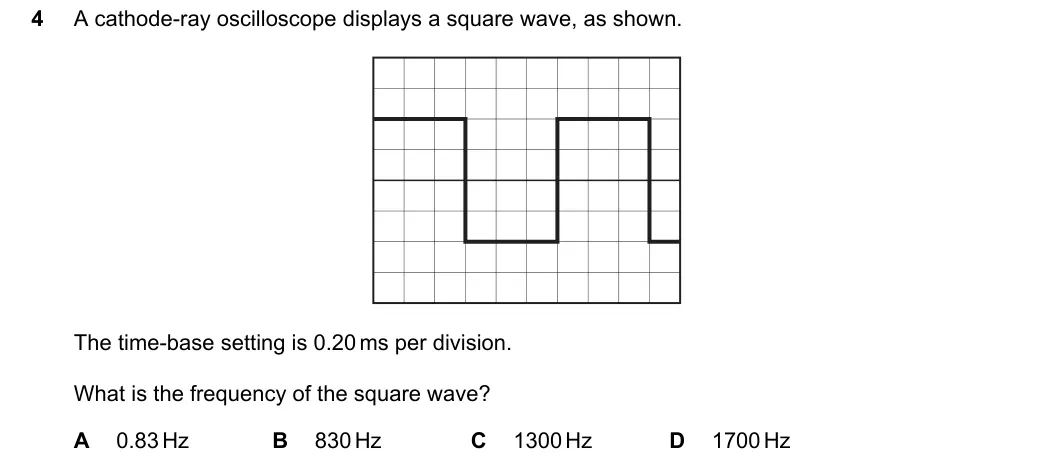 4 A cathode-ray oscilloscope displays a square wave, as shown.
The time-base setting is 0.20 ms per division.
What is the frequency of the square wave?
A 0.83 Hz B 830 Hz C 1300 Hz D 1700 Hz